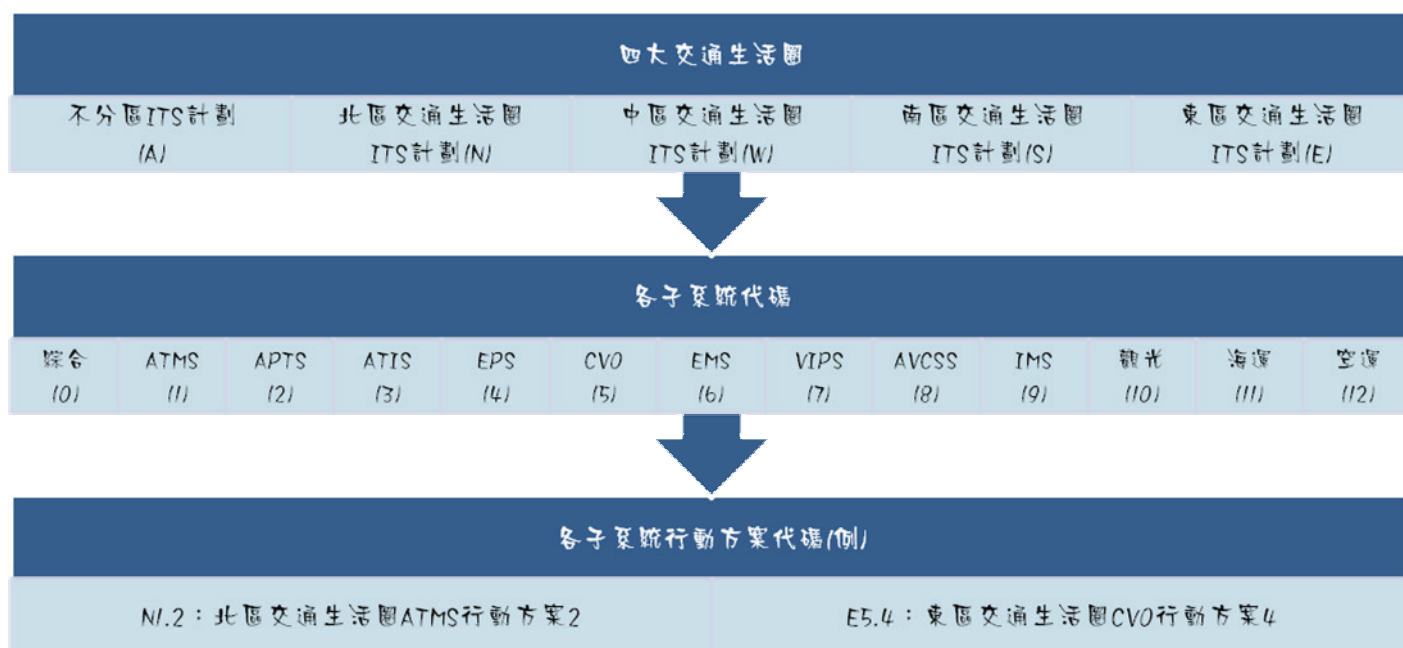 四大交通生活圈
不分區ITS計劃
(A)
北區交通生活圈
ITS計劃(N)
中區交通生活圈
ITS計劃(W)
南區交通生活圈
ITS計劃(S)
東區交通生活圈
ITS計劃(E)
各子系統代碼
綜合
(0)
ATMS
(1)
APTS
(2)
ATIS
(3)
EPS
(4)
CVO
(5)
EMS
(6)
VIPS
(7)
AVCSS
(8)
IMS
(9)
觀光
(10)
海運
(11)
空運
(12)
各子系統行動方案代碼(例)
N1.2：北區交通生活圈ATMS行動方案2
E5.4：東區交通生活圈CVO行動方案4